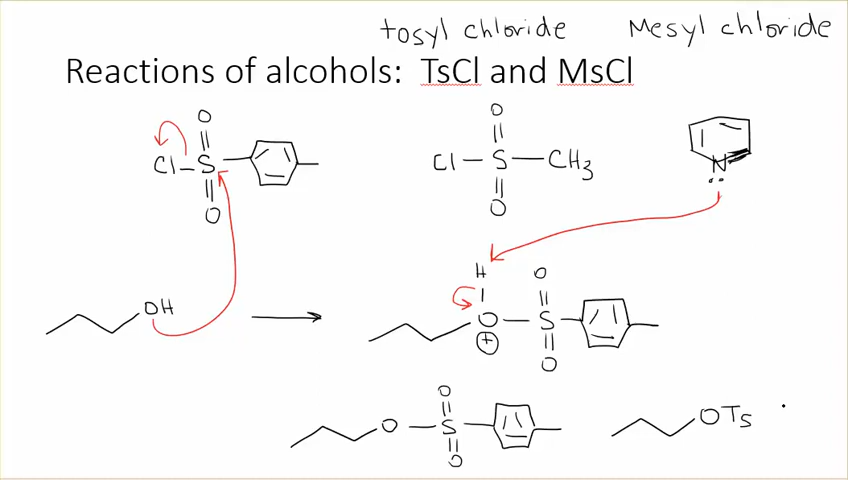 tosyl chloride Mesyl chloride
Reactions of alcohols: TsCl and MsCl
O O
Cl S Cl S CH3 N
O O
H O
OH O S
+ O
O
O S OTs
O